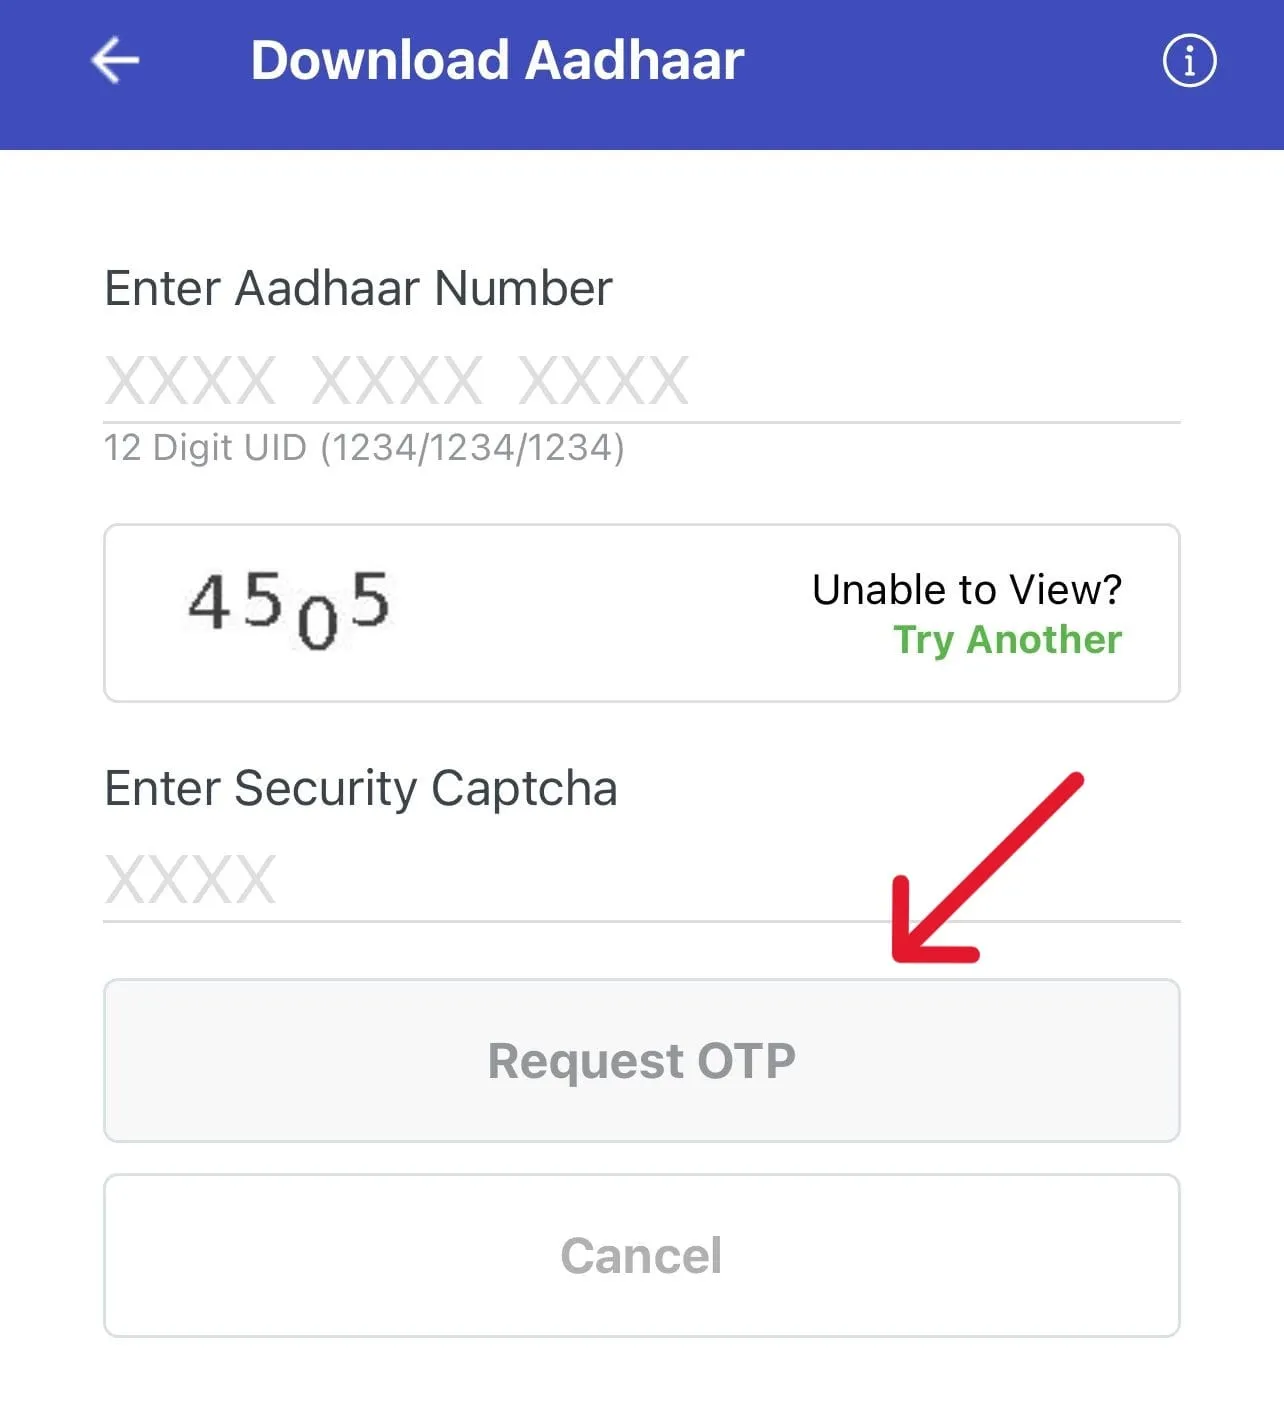 Download Aadhaar
Enter Aadhaar Number
XXXX XXXX XXXX
12 Digit UID (1234/1234/1234)
4505
Unable to View?
Try Another
Enter Security Captcha
XXXX
Request OTP
Cancel